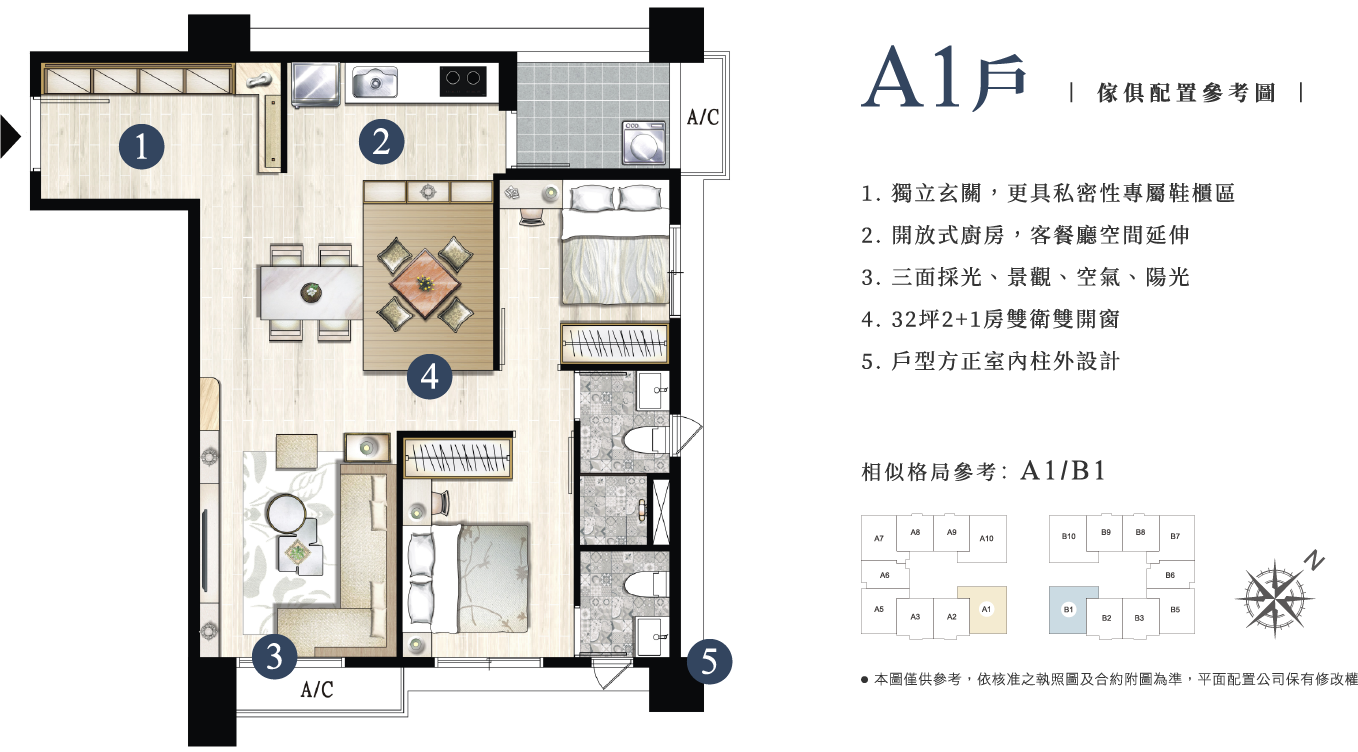 A1戶 | 傢俱配置參考圖 |
1. 獨立玄關，更具私密性專屬鞋櫃區
2. 開放式廚房，客餐廳空間延伸
3. 三面採光、景觀、空氣、陽光
4. 32坪2+1房雙衛雙開窗
5. 戶型方正室內柱外設計
相似格局參考: A1/B1
A7 A8 A9 A10
A6
A5 A3 A2 A1
B10 B9 B8 B7
B6
B1 B2 B3 B5
N
● 本圖僅供參考，依核准之執照圖及合約附圖為準，平面配置公司保有修改權
1
2
A/C
4
3
5
A/C